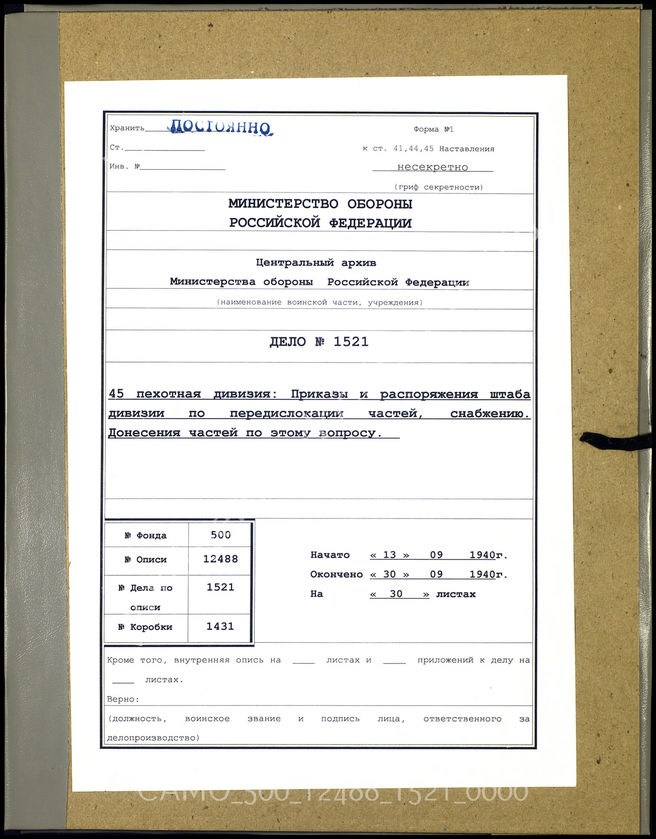 Хранить ПОСТОЯННО
Форма №1
Ст.
к ст. 41,44,45 Наставления
Инв. №
несекретно
(гриф секретности)
МИНИСТЕРСТВО ОБОРОНЫ
РОССИЙСКОЙ ФЕДЕРАЦИИ
Центральный архив
Министерства обороны Российской Федерации
(наименование воинской части, учреждения)
ДЕЛО № 1521
45 пехотная дивизия: Приказы и распоряжения штаба
дивизии по передислокации частей, снабжению.
Донесения частей по этому вопросу.
№ Фонда 500
№ Описи 12488
№ Дела по 1521
описи
№ Коробки 1431
Начато « 13 » 09 1940г.
Окончено « 30 » 09 1940г.
На « 30 » листах
Кроме того, внутренняя опись на ____ листах и ____ приложений к делу на
____ листах.
Верно:
(должность, воинское звание и подпись лица, ответственного за
делопроизводство)
CAMO_500_12488_1521_0000